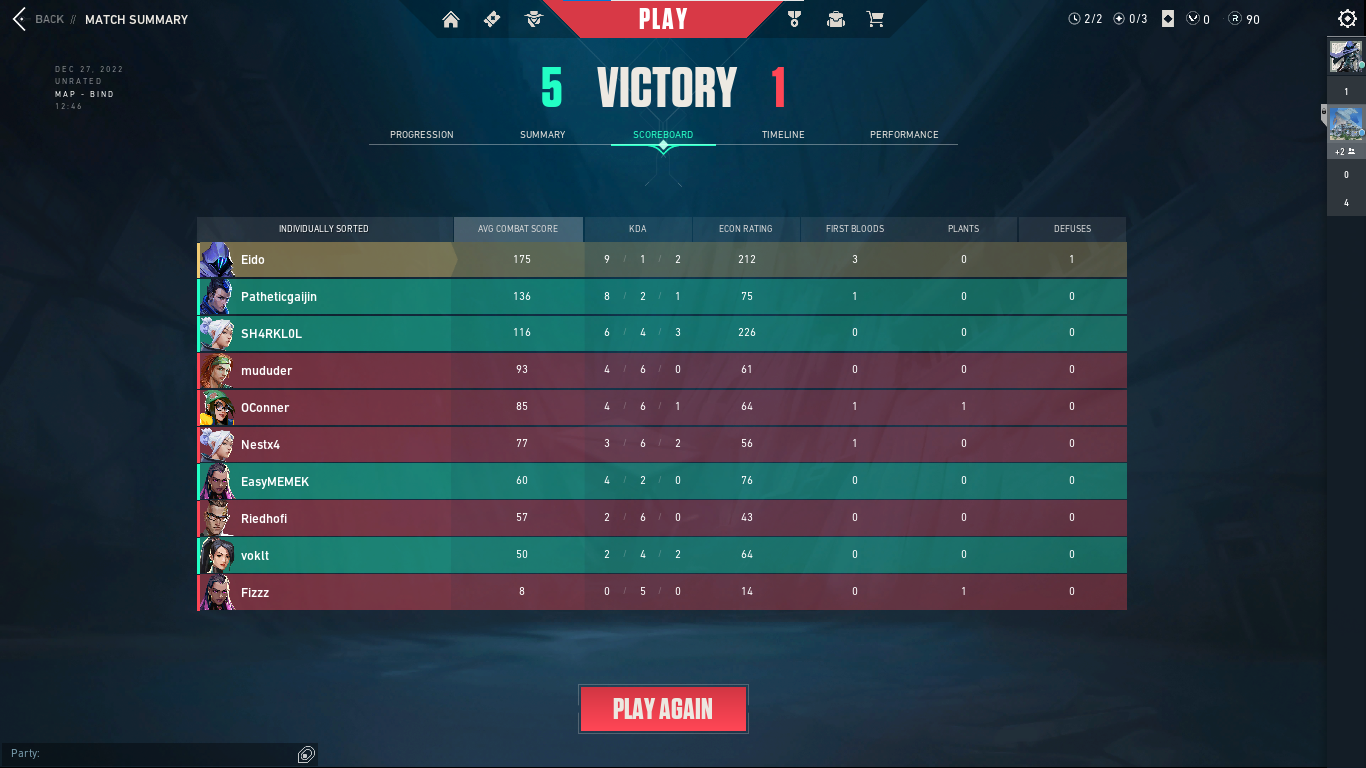 BACK // MATCH SUMMARY
PLAY
2/2 0/3 0 90
DEC 27, 2022
UNRATED
MAP - BIND
12:46
5 VICTORY 1
PROGRESSION SUMMARY SCOREBOARD TIMELINE PERFORMANCE
1
+2
0
4
INDIVIDUALLY SORTED AVG COMBAT SCORE KDA ECON RATING FIRST BLOODS PLANTS DEFUSES
Eido 175 9 / 1 / 2 212 3 0 1
Patheticgaijin 136 8 / 2 / 1 75 1 0 0
SH4RKL0L 116 6 / 4 / 3 226 0 0 0
mududer 93 4 / 6 / 0 61 0 0 0
OConner 85 4 / 6 / 1 64 1 1 0
Nestx4 77 3 / 6 / 2 56 1 0 0
EasyMEMEK 60 4 / 2 / 0 76 0 0 0
Riedhofi 57 2 / 6 / 0 43 0 0 0
voklt 50 2 / 4 / 2 64 0 0 0
Fizzz 8 0 / 5 / 0 14 0 1 0
PLAY AGAIN
Party: